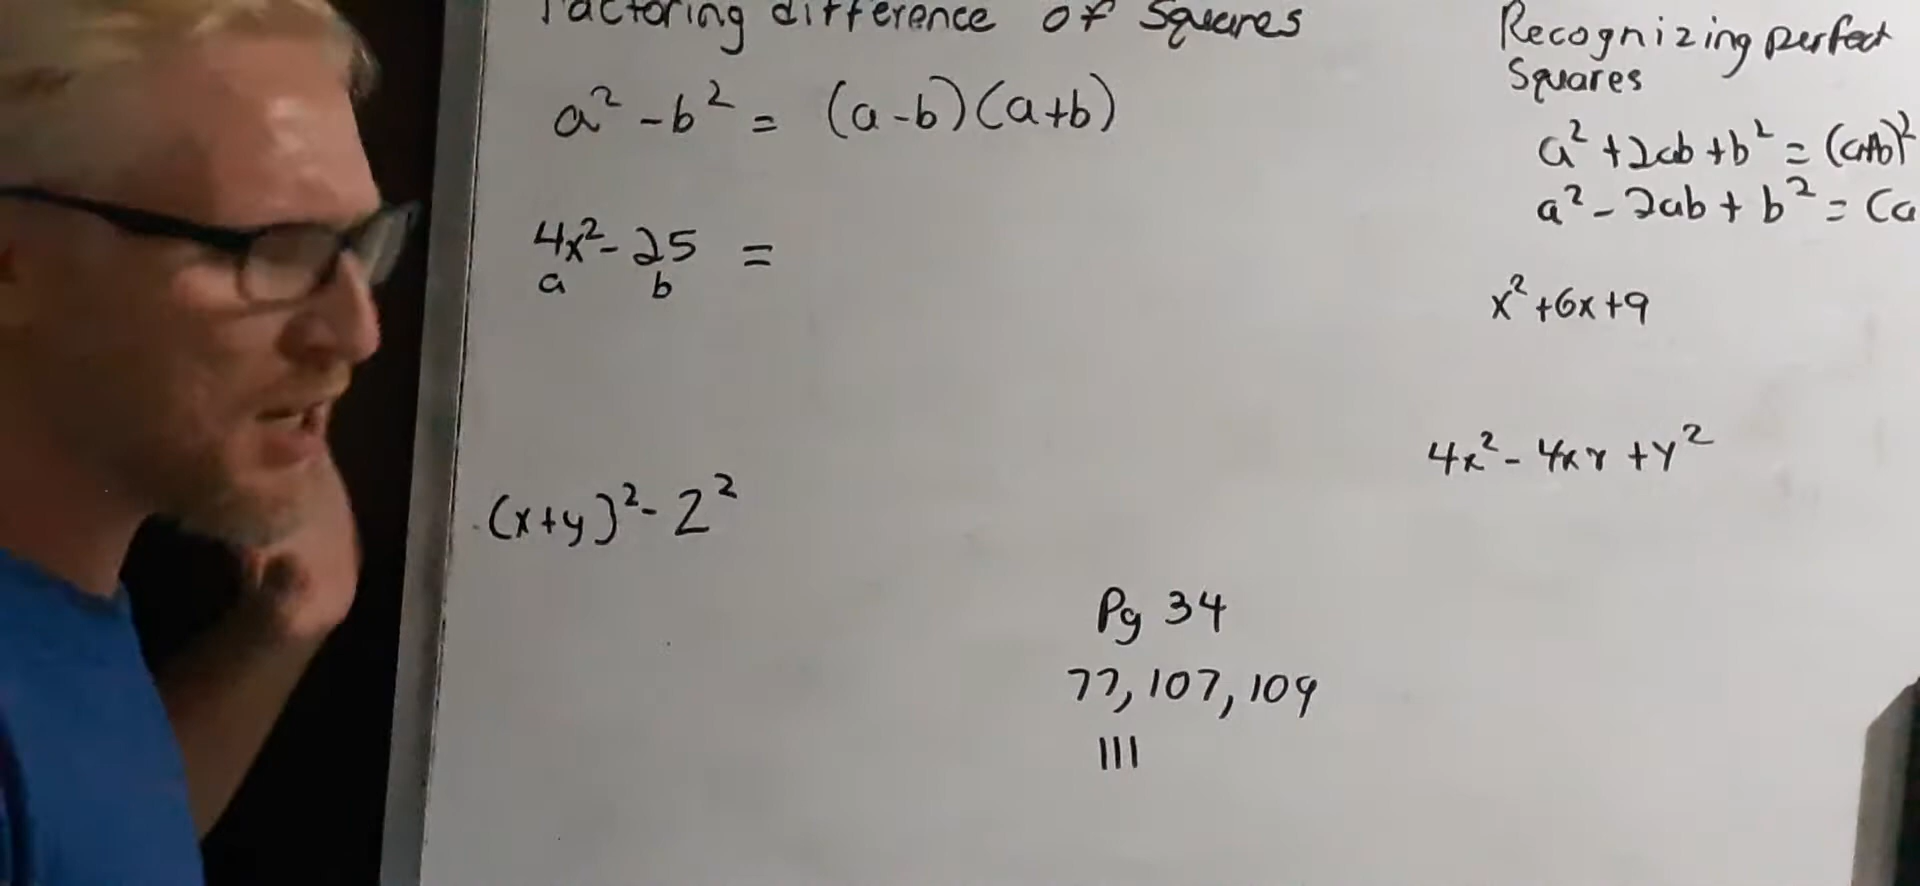 Factoring difference of Squares
a² - b² = (a-b)(a+b)
4x² - 25 =
a b
(x+y)² - z²
Pg 34
77, 107, 109
111
Recognizing perfect
Squares
a² + 2ab + b² = (a+b)²
a² - 2ab + b² = (a
x² + 6x + 9
4x² - 4xy + y²